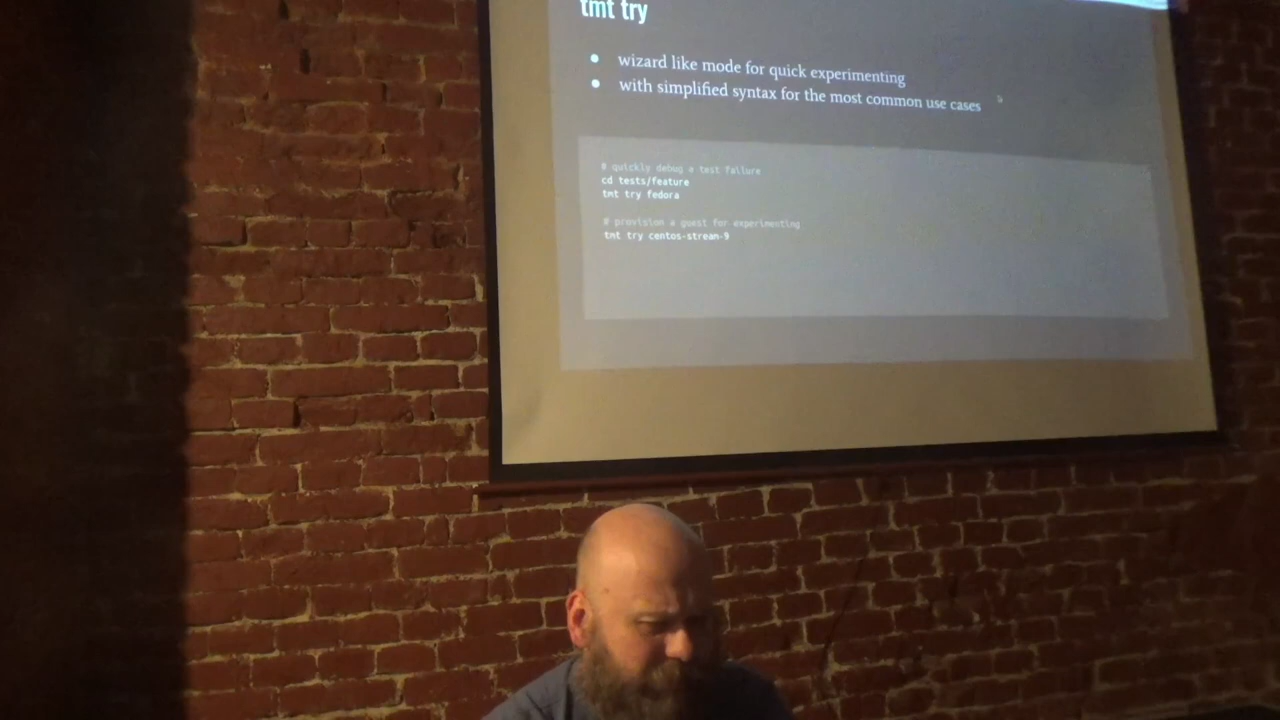 tmt try
wizard like mode for quick experimenting
with simplified syntax for the most common use cases
# quickly debug a test failure
cd tests/feature
tmt try fedora
# provision a guest for experimenting
tmt try centos-stream-9